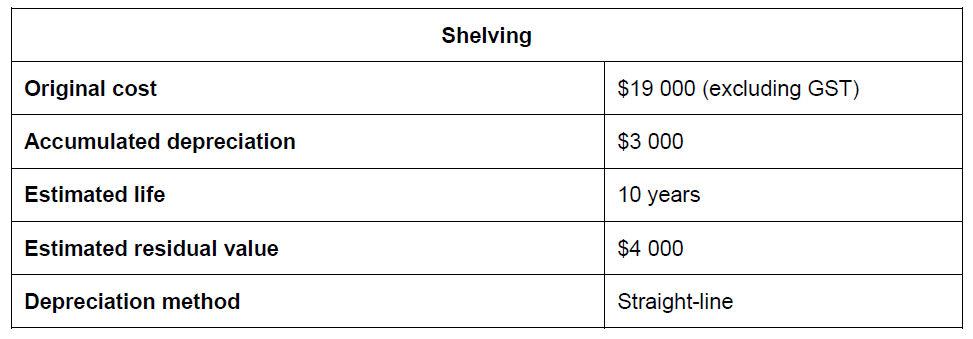 Shelving
Original cost $19 000 (excluding GST)
Accumulated depreciation $3 000
Estimated life 10 years
Estimated residual value $4 000
Depreciation method Straight-line